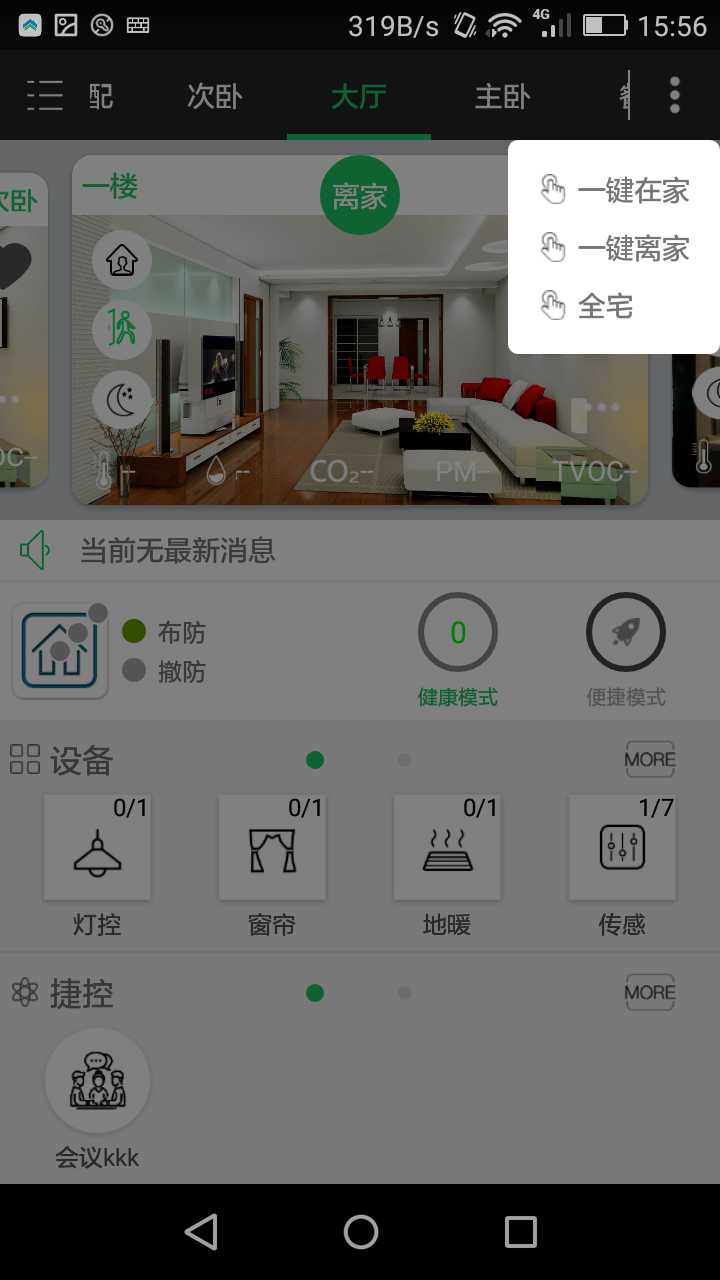 319B/s 4G 15:56
配 次卧 大厅 主卧
次卧
一楼
离家
一键在家
一键离家
全宅
-- -- CO₂-- PM-- TVOC--
当前无最新消息
布防
撤防
0
健康模式
便捷模式
设备 MORE
0/1 0/1 0/1 1/7
灯控 窗帘 地暖 传感
捷控 MORE
会议kkk